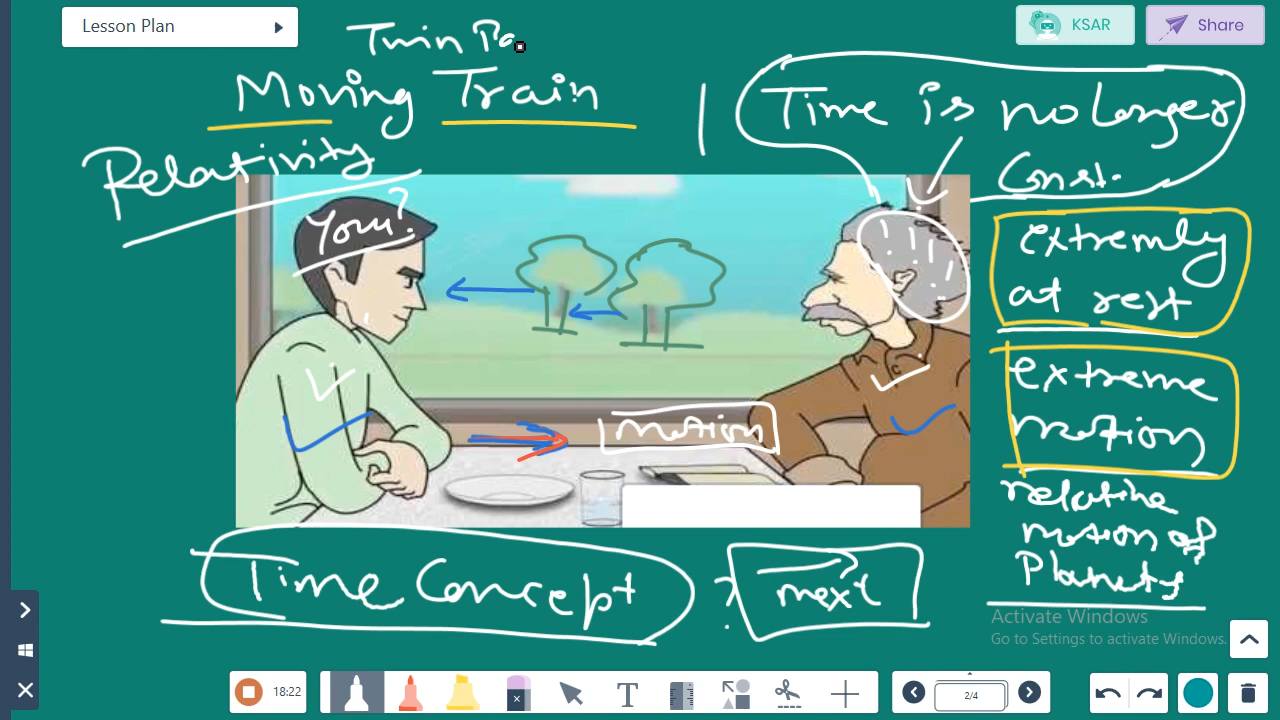 Lesson Plan
KSAR
Share
Twin Pa
Moving Train
Relativity
Time is
no longer
Const.
You?
extremly
at rest
extreme
motion
motion
relative
motion of
Planets
Time Concept ?
next
Activate Windows
Go to Settings to activate Windows.
18:22
T
2/4